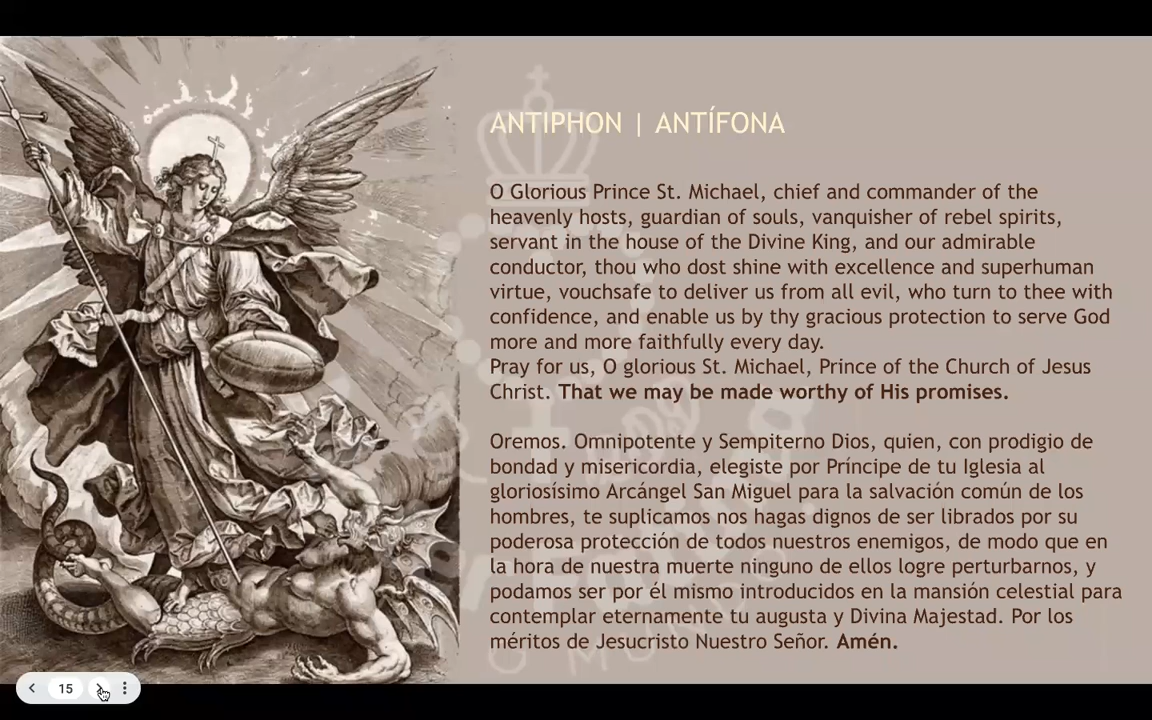 ANTIPHON | ANTÍFONA
O Glorious Prince St. Michael, chief and commander of the
heavenly hosts, guardian of souls, vanquisher of rebel spirits,
servant in the house of the Divine King, and our admirable
conductor, thou who dost shine with excellence and superhuman
virtue, vouchsafe to deliver us from all evil, who turn to thee with
confidence, and enable us by thy gracious protection to serve God
more and more faithfully every day.
Pray for us, O glorious St. Michael, Prince of the Church of Jesus
Christ. That we may be made worthy of His promises.
Oremos. Omnipotente y Sempiterno Dios, quien, con prodigio de
bondad y misericordia, elegiste por Príncipe de tu Iglesia al
gloriosísimo Arcángel San Miguel para la salvación común de los
hombres, te suplicamos nos hagas dignos de ser librados por su
poderosa protección de todos nuestros enemigos, de modo que en
la hora de nuestra muerte ninguno de ellos logre perturbarnos, y
podamos ser por él mismo introducidos en la mansión celestial para
contemplar eternamente tu augusta y Divina Majestad. Por los
méritos de Jesucristo Nuestro Señor. Amén.
15